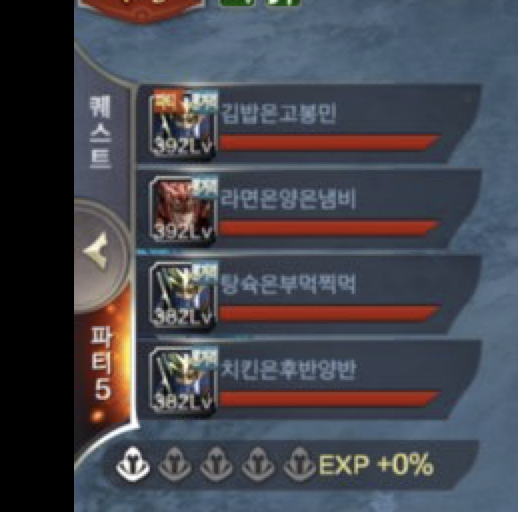 퀘스트
파티5
392Lv 김밥은고봉민
392Lv 라면은양은냄비
382Lv 탕슉은부먹찍먹
382Lv 치킨은후반양반
EXP +0%